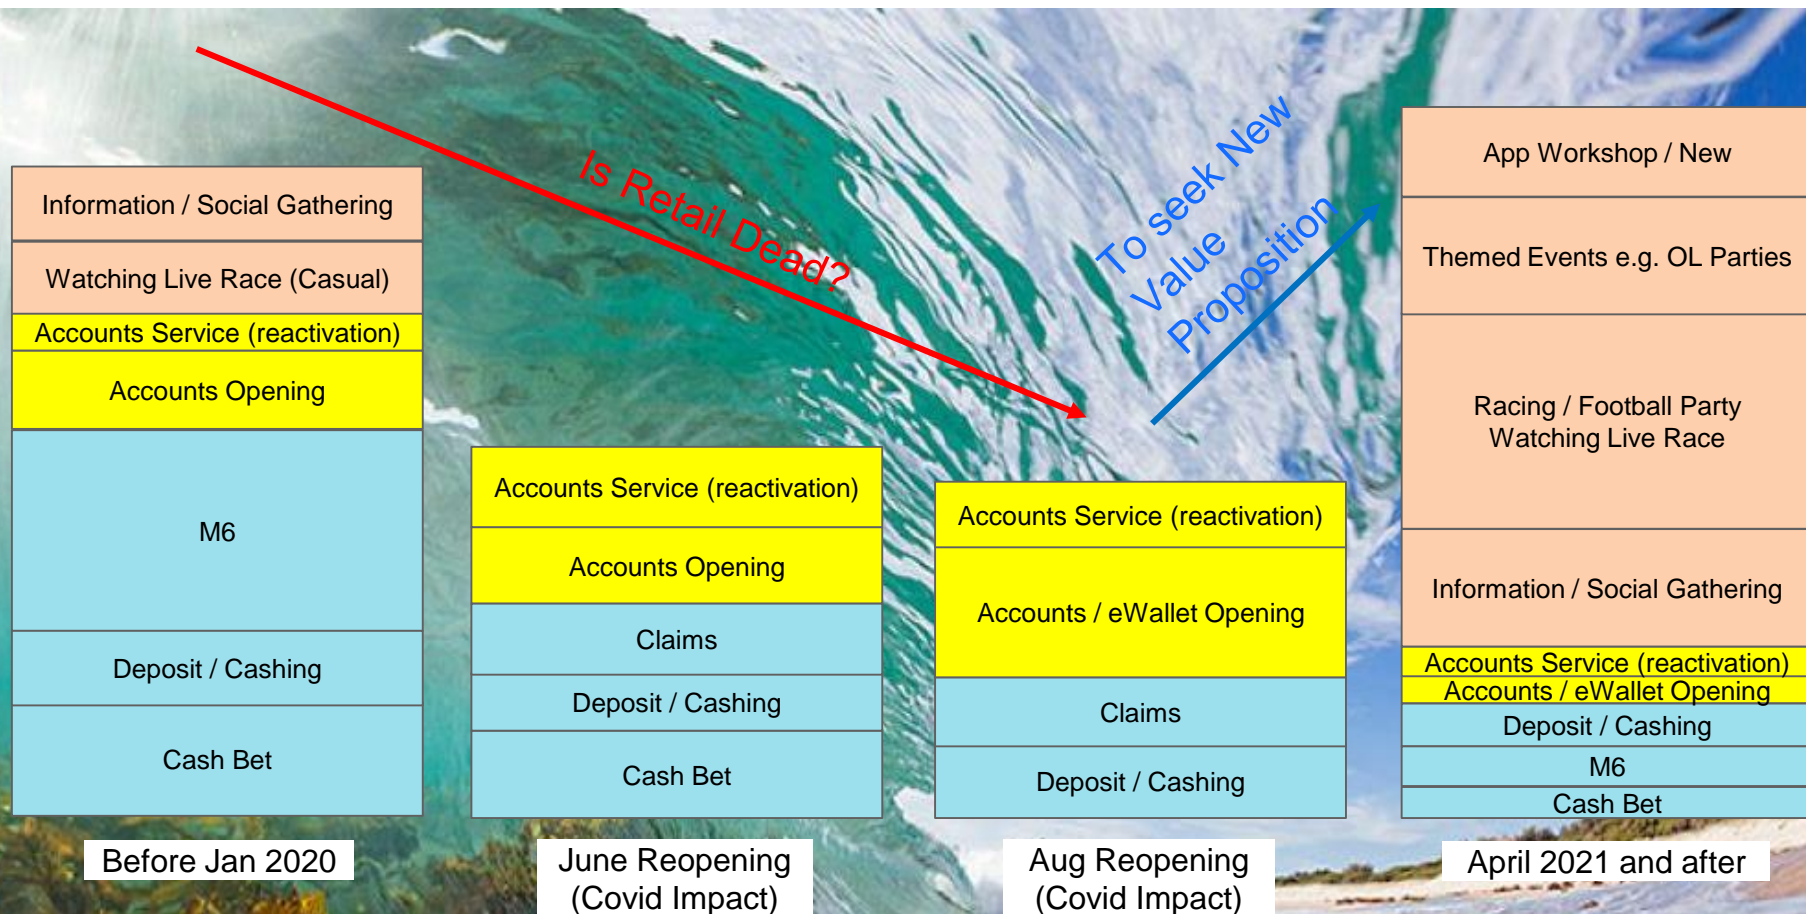 Is Retail Dead?
To seek New
Value
Proposition
Information / Social Gathering
Watching Live Race (Casual)
Accounts Service (reactivation)
Accounts Opening
M6
Deposit / Cashing
Cash Bet
Before Jan 2020
Accounts Service (reactivation)
Accounts Opening
Claims
Deposit / Cashing
Cash Bet
June Reopening
(Covid Impact)
Accounts Service (reactivation)
Accounts / eWallet Opening
Claims
Deposit / Cashing
Aug Reopening
(Covid Impact)
App Workshop / New
Themed Events e.g. OL Parties
Racing / Football Party
Watching Live Race
Information / Social Gathering
Accounts Service (reactivation)
Accounts / eWallet Opening
Deposit / Cashing
M6
Cash Bet
April 2021 and after